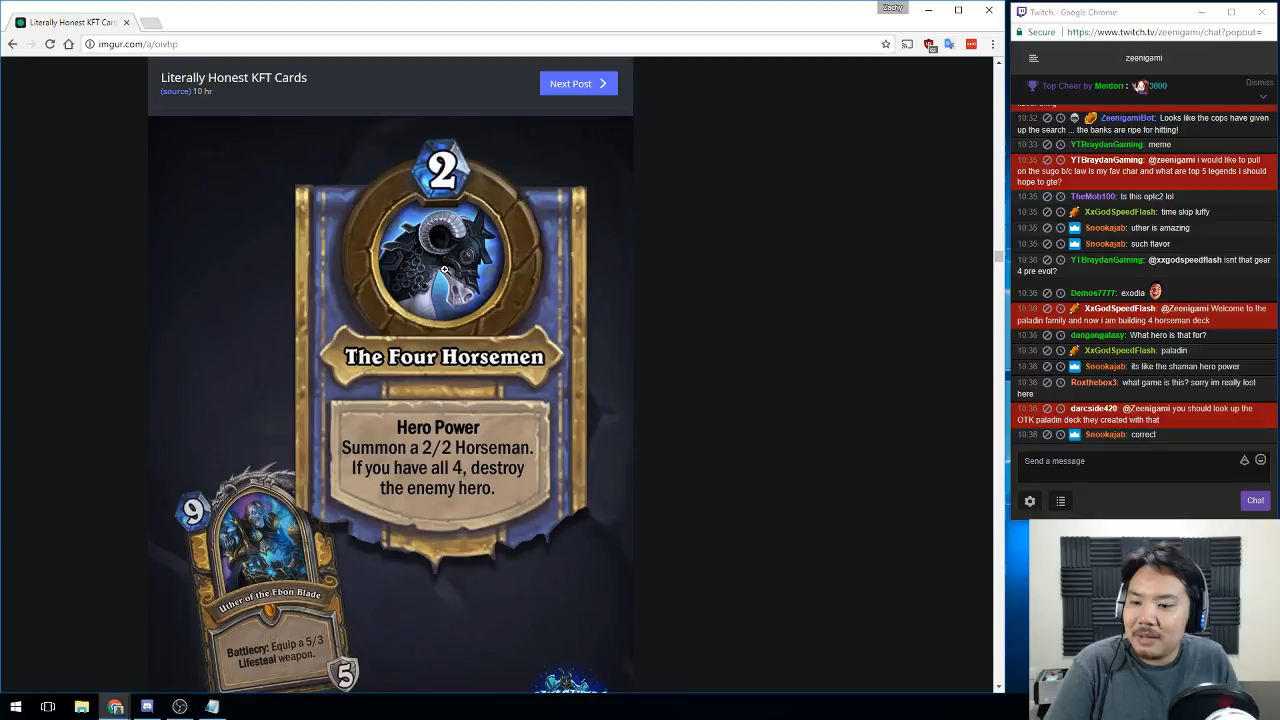 Zachy
Literally Honest KFT Card
imgur.com/a/oivhp
Literally Honest KFT Cards
(source) 10 hr
Next Post
2
The Four Horsemen
Hero Power
Summon a 2/2 Horseman.
If you have all 4, destroy
the enemy hero.
9
Uther of the Ebon Blade
Battlecry: Equip a 5/3
Lifesteal weapon.
5
Twitch - Google Chrome
Secure https://www.twitch.tv/zeenigami/chat?popout=
zeenigami
Top Cheer by Meidori : 3000
Dismiss
10:32 ZeenigamiBot: Looks like the cops have given
up the search ... the banks are ripe for hitting!
10:33 YTBraydanGaming: meme
10:35 YTBraydanGaming: @zeenigami i would like to pull
on the sugo b/c law is my fav char and what are top 5 legends i should
hope to gte?
10:35 TheMob100: Is this optc2 lol
10:35 XxGodSpeedFlash: time skip luffy
10:35 Snookajab: uther is amazing
10:35 Snookajab: such flavor
10:36 YTBraydanGaming: @xxgodspeedflash isnt that gear
4 pre evol?
10:36 Demos7777: exodia
10:36 XxGodSpeedFlash: @Zeenigami Welcome to the
paladin family and now i am building 4 horseman deck
10:36 dangangalaxy: What hero is that for?
10:36 XxGodSpeedFlash: paladin
10:36 Snookajab: its like the shaman hero power
10:36 Roxthebox3: what game is this? sorry im really lost
here
10:36 darcside420: @Zeenigami you should look up the
OTK paladin deck they created with that
10:36 Snookajab: correct
Send a message
Chat